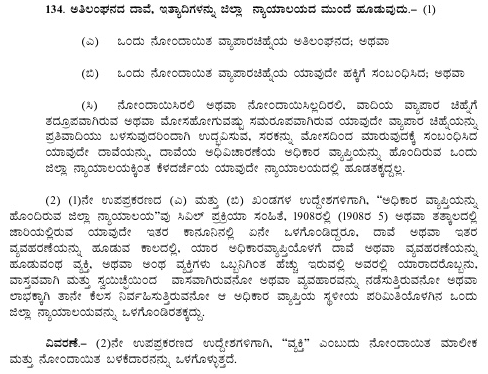 134. ಅತಿಲಂಘನದ ದಾವೆ, ಇತ್ಯಾದಿಗಳನ್ನು ಜಿಲ್ಲಾ ನ್ಯಾಯಾಲಯದ ಮುಂದೆ ಹೂಡುವುದು.– (1)
(ಎ) ಒಂದು ನೋಂದಾಯಿತ ವ್ಯಾಪಾರಚಿಹ್ನೆಯ ಅತಿಲಂಘನದ; ಅಥವಾ
(ಬಿ) ಒಂದು ನೋಂದಾಯಿತ ವ್ಯಾಪಾರಚಿಹ್ನೆಯ ಯಾವುದೇ ಹಕ್ಕಿಗೆ ಸಂಬಂಧಿಸಿದ; ಅಥವಾ
(ಸಿ) ನೋಂದಾಯಿಸಿರಲಿ ಅಥವಾ ನೋಂದಾಯಿಸಿಲ್ಲದಿರಲಿ, ವಾದಿಯ ವ್ಯಾಪಾರ ಚಿಹ್ನೆಗೆ
ತದ್ರೂಪವಾಗಿರುವ ಅಥವಾ ಮೋಸಹೋಗುವಷ್ಟು ಸಮರೂಪವಾಗಿರುವ ಯಾವುದೇ ವ್ಯಾಪಾರ ಚಿಹ್ನೆಯನ್ನು
ಪ್ರತಿವಾದಿಯು ಬಳಸುವುದರಿಂದಾಗಿ ಉದ್ಭವಿಸುವ, ಸರಕನ್ನು ಮೋಸದಿಂದ ಮಾರುವುದಕ್ಕೆ ಸಂಬಂಧಿಸಿದ
ಯಾವುದೇ ದಾವೆಯನ್ನು, ದಾವೆಯ ಅಧಿವಿಚಾರಣೆಯ ಅಧಿಕಾರ ವ್ಯಾಪ್ತಿಯನ್ನು ಹೊಂದಿರುವ ಒಂದು
ಜಿಲ್ಲಾ ನ್ಯಾಯಾಲಯಕ್ಕಿಂತ ಕೆಳದರ್ಜೆಯ ಯಾವುದೇ ನ್ಯಾಯಾಲಯದಲ್ಲಿ ಹೂಡತಕ್ಕದ್ದಲ್ಲ.
(2) (1)ನೇ ಉಪಪ್ರಕರಣದ (ಎ) ಮತ್ತು (ಬಿ) ಖಂಡಗಳ ಉದ್ದೇಶಗಳಿಗಾಗಿ, “ಅಧಿಕಾರ ವ್ಯಾಪ್ತಿಯನ್ನು
ಹೊಂದಿರುವ ಜಿಲ್ಲಾ ನ್ಯಾಯಾಲಯ”ವು ಸಿವಿಲ್ ಪ್ರಕ್ರಿಯಾ ಸಂಹಿತೆ, 1908ರಲ್ಲಿ (1908ರ 5) ಅಥವಾ ತತ್ಕಾಲದಲ್ಲಿ
ಜಾರಿಯಲ್ಲಿರುವ ಯಾವುದೇ ಇತರ ಕಾನೂನಿನಲ್ಲಿ ಏನೇ ಒಳಗೊಂಡಿದ್ದರೂ, ದಾವೆ ಅಥವಾ ಇತರ
ವ್ಯವಹರಣೆಯನ್ನು ಹೂಡುವ ಕಾಲದಲ್ಲಿ, ಯಾರ ಅಧಿಕಾರವ್ಯಾಪ್ತಿಯೊಳಗೆ ದಾವೆ ಅಥವಾ ವ್ಯವಹರಣೆಯನ್ನು
ಹೂಡುವಂಥ ವ್ಯಕ್ತಿ, ಅಥವಾ ಅಂಥ ವ್ಯಕ್ತಿಗಳು ಒಬ್ಬನಿಗಿಂತ ಹೆಚ್ಚು ಇರುವಲ್ಲಿ ಅವರಲ್ಲಿ ಯಾರಾದರೊಬ್ಬನು,
ವಾಸ್ತವವಾಗಿ ಮತ್ತು ಸ್ವಯಿಚ್ಛೆಯಿಂದ ವಾಸವಾಗಿರುವನೋ ಅಥವಾ ವ್ಯವಹಾರವನ್ನು ನಡೆಸುತ್ತಿರುವನೋ ಅಥವಾ
ಲಾಭಕ್ಕಾಗಿ ತಾನೇ ಕೆಲಸ ನಿರ್ವಹಿಸುತ್ತಿರುವನೋ ಆ ಅಧಿಕಾರ ವ್ಯಾಪ್ತಿಯ ಸ್ಥಳೀಯ ಪರಿಮಿತಿಯೊಳಗಿನ ಒಂದು
ಜಿಲ್ಲಾ ನ್ಯಾಯಾಲಯವನ್ನು ಒಳಗೊಂಡಿರತಕ್ಕದ್ದು.
ವಿವರಣೆ.– (2)ನೇ ಉಪಪ್ರಕರಣದ ಉದ್ದೇಶಗಳಿಗಾಗಿ, “ವ್ಯಕ್ತಿ” ಎಂಬುದು ನೋಂದಾಯಿತ ಮಾಲೀಕ
ಮತ್ತು ನೋಂದಾಯಿತ ಬಳಕೆದಾರನನ್ನು ಒಳಗೊಳ್ಳುತ್ತದೆ.